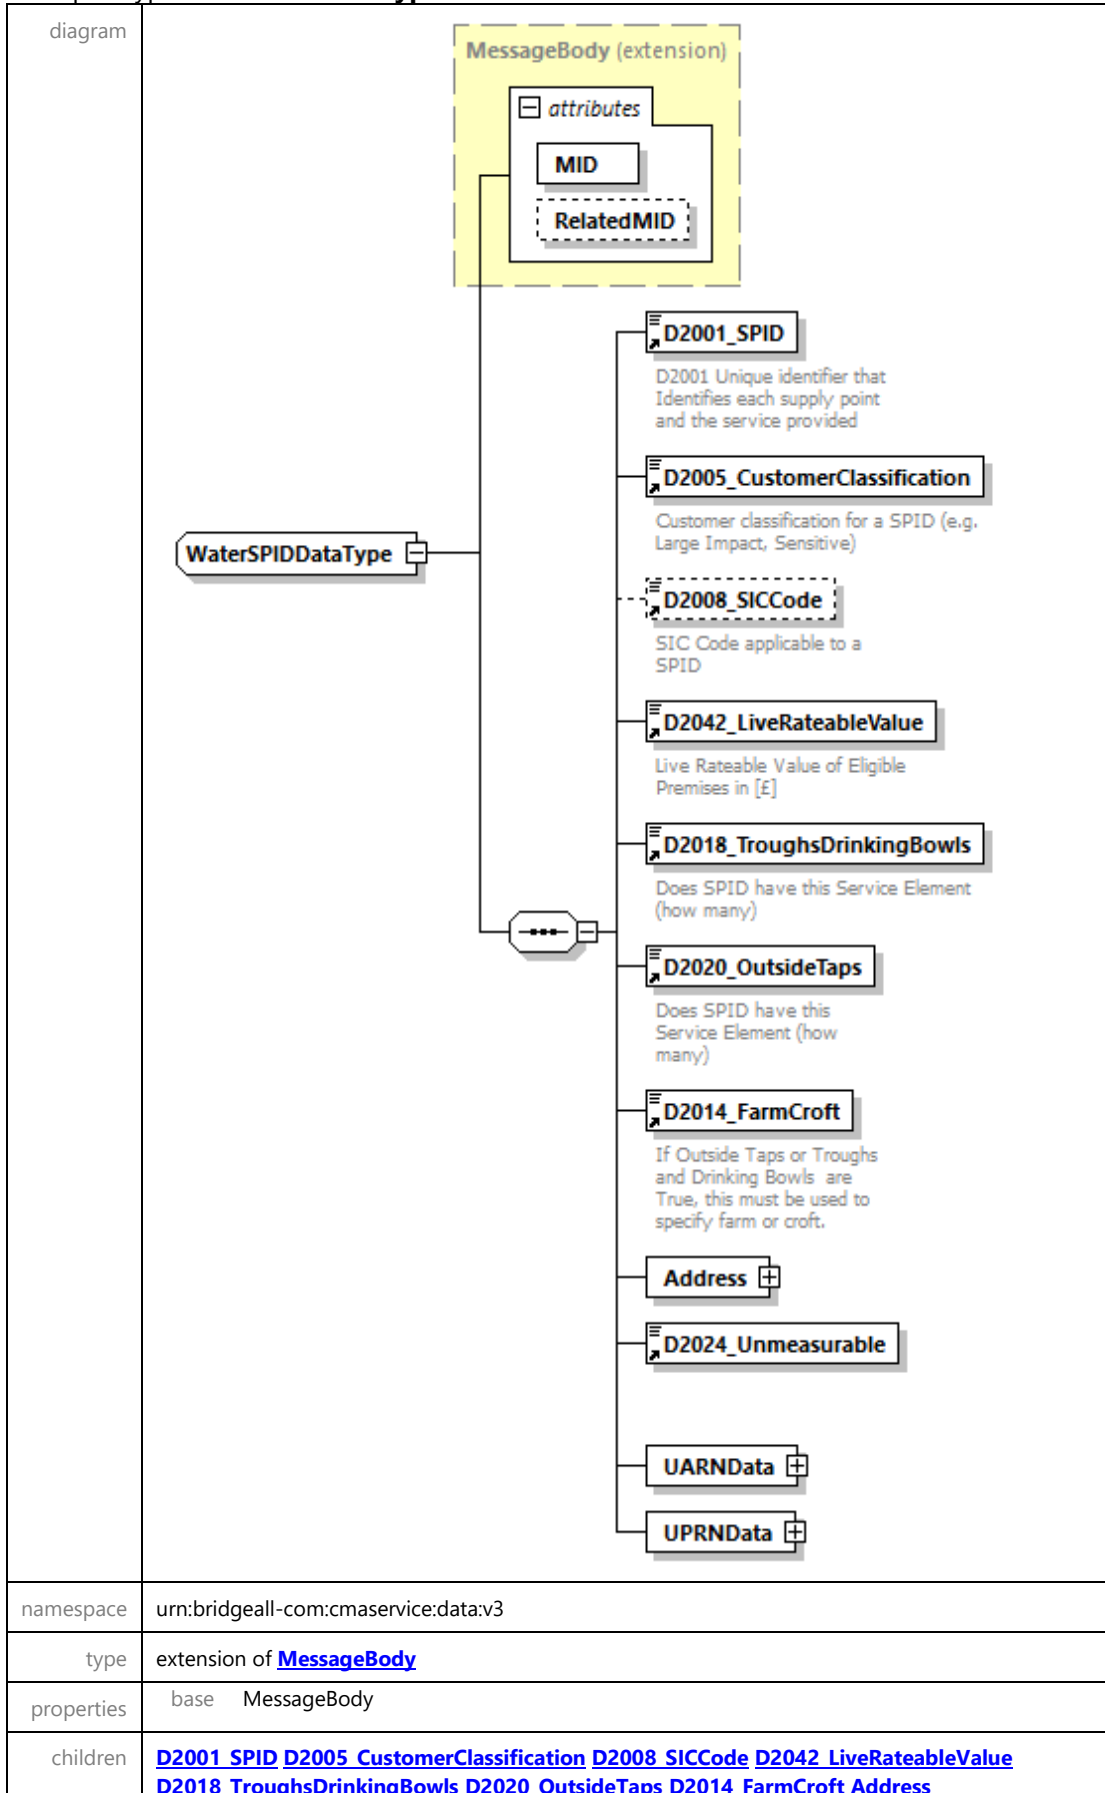 diagram
MessageBody (extension)
attributes
MID
RelatedMID
D2001_SPID
D2001 Unique identifier that
Identifies each supply point
and the service provided
D2005_CustomerClassification
Customer classification for a SPID (e.g.
Large Impact, Sensitive)
WaterSPIDDataType
D2008_SICCode
SIC Code applicable to a
SPID
D2042_LiveRateableValue
Live Rateable Value of Eligible
Premises in [£]
D2018_TroughsDrinkingBowls
Does SPID have this Service Element
(how many)
D2020_OutsideTaps
Does SPID have this
Service Element (how
many)
D2014_FarmCroft
If Outside Taps or Troughs
and Drinking Bowls are
True, this must be used to
specify farm or croft.
Address
D2024_Unmeasurable
UARNData
UPRNData
namespace urn:bridgeall-com:cmaservice:data:v3
type extension of MessageBody
properties base MessageBody
children D2001_SPID D2005_CustomerClassification D2008_SICCode D2042_LiveRateableValue
D2018_TroughsDrinkingBowls D2020_OutsideTaps D2014_FarmCroft Address